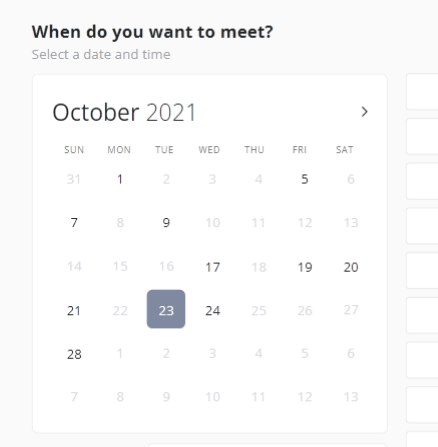 When do you want to meet?
Select a date and time
October 2021
SUN MON TUE WED THU FRI SAT
31 1 2 3 4 5 6
7 8 9 10 11 12 13
14 15 16 17 18 19 20
21 22 23 24 25 26 27
28 1 2 3 4 5 6
7 8 9 10 11 12 13